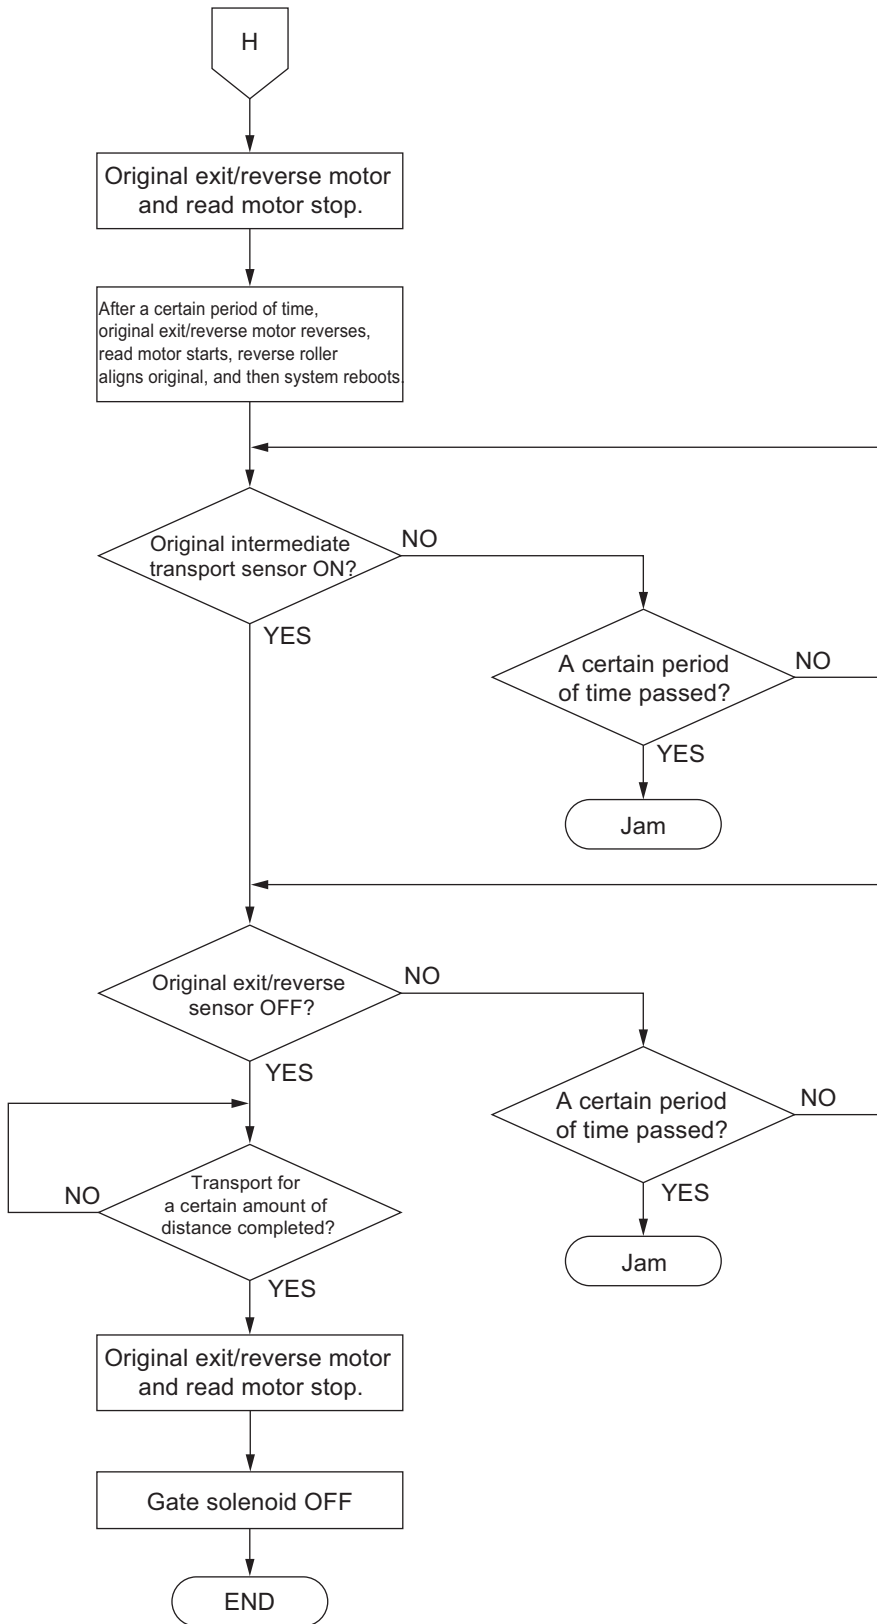 H
Original exit/reverse motor
and read motor stop.
After a certain period of time,
original exit/reverse motor reverses,
read motor starts, reverse roller
aligns original, and then system reboots.
Original intermediate
transport sensor ON?
NO
YES
A certain period
of time passed?
NO
YES
Jam
Original exit/reverse
sensor OFF?
NO
YES
A certain period
of time passed?
NO
YES
Jam
Transport for
a certain amount of
distance completed?
NO
YES
Original exit/reverse motor
and read motor stop.
Gate solenoid OFF
END